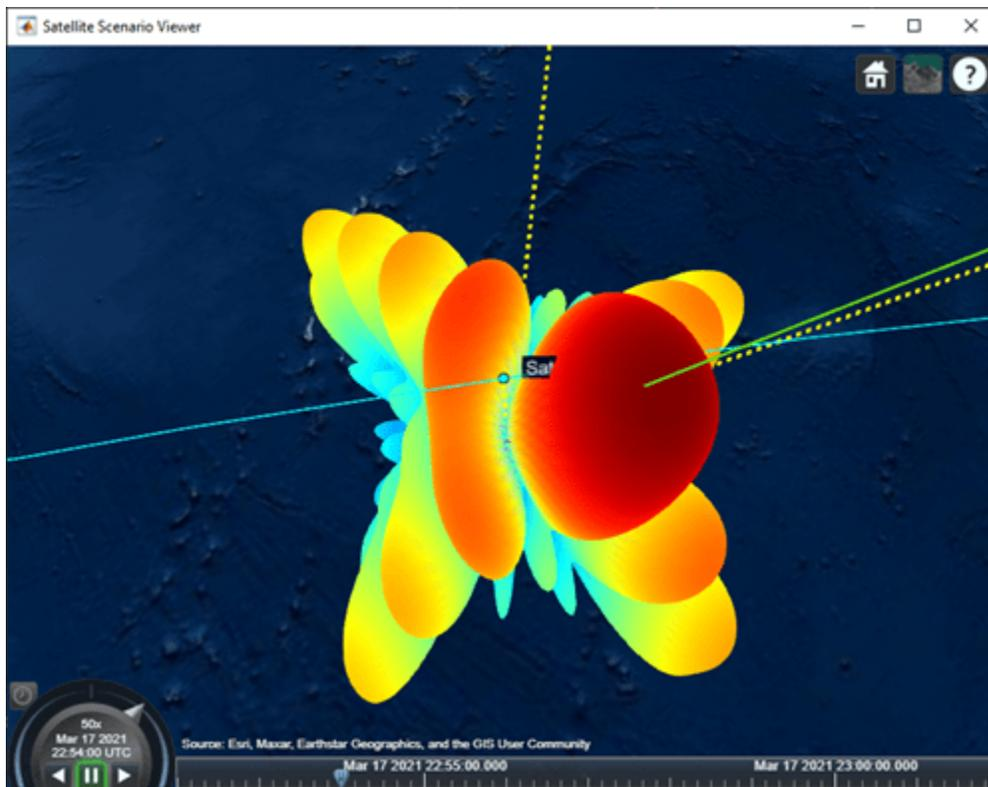 Satellite Scenario Viewer
?
Sat
50x
Mar 17 2021
22:54:00 UTC
Source: Esri, Maxar, Earthstar Geographics, and the GIS User Community
Mar 17 2021 22:55:00.000
Mar 17 2021 23:00:00.000